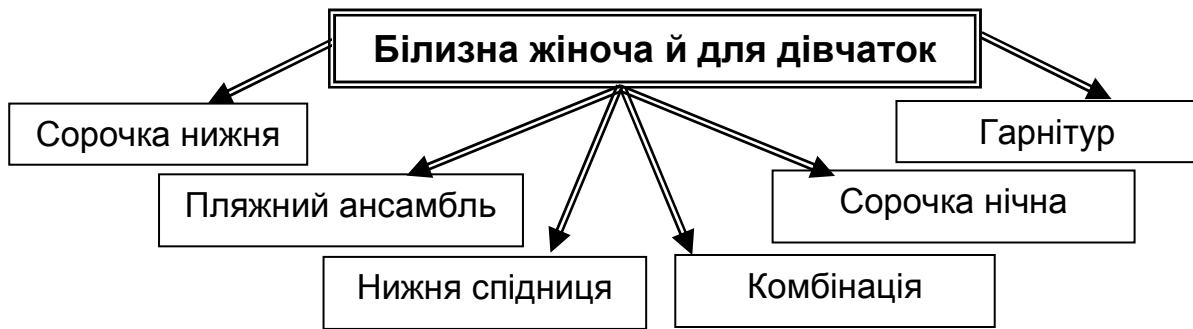 Білизна жіноча й для дівчаток
Сорочка нижня
Гарнітур
Пляжний ансамбль
Сорочка нічна
Нижня спідниця
Комбінація